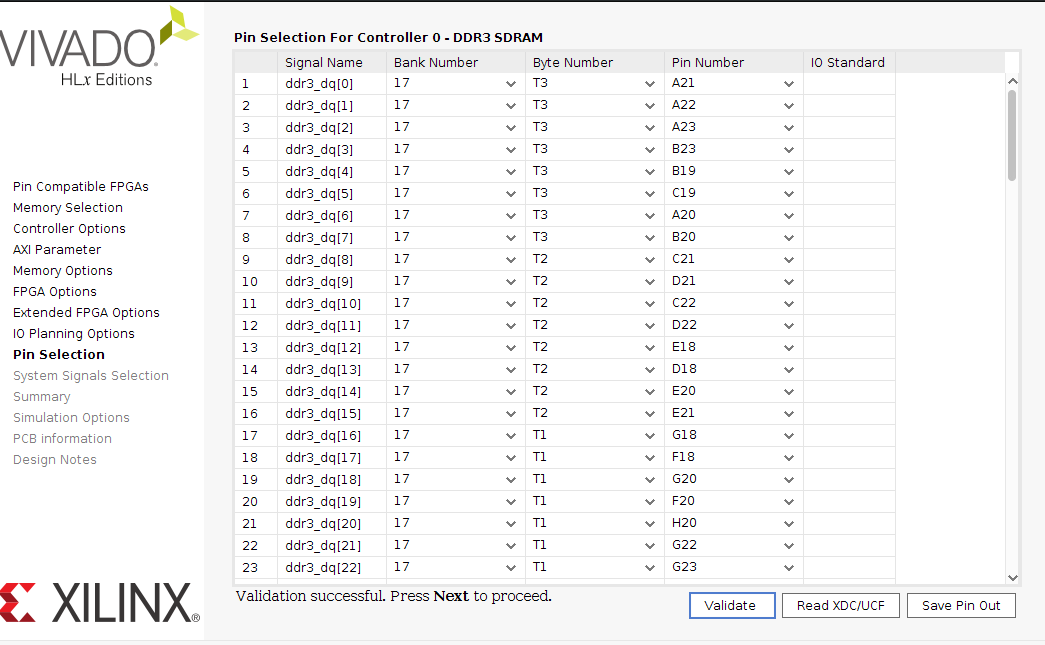 VIVADO.
HLx Editions
Pin Compatible FPGAs
Memory Selection
Controller Options
AXI Parameter
Memory Options
FPGA Options
Extended FPGA Options
IO Planning Options
Pin Selection
System Signals Selection
Summary
Simulation Options
PCB information
Design Notes
XILINX®
Pin Selection For Controller 0 - DDR3 SDRAM
Signal Name Bank Number Byte Number Pin Number IO Standard
1 ddr3_dq[0] 17 T3 A21
2 ddr3_dq[1] 17 T3 A22
3 ddr3_dq[2] 17 T3 A23
4 ddr3_dq[3] 17 T3 B23
5 ddr3_dq[4] 17 T3 B19
6 ddr3_dq[5] 17 T3 C19
7 ddr3_dq[6] 17 T3 A20
8 ddr3_dq[7] 17 T3 B20
9 ddr3_dq[8] 17 T2 C21
10 ddr3_dq[9] 17 T2 D21
11 ddr3_dq[10] 17 T2 C22
12 ddr3_dq[11] 17 T2 D22
13 ddr3_dq[12] 17 T2 E18
14 ddr3_dq[13] 17 T2 D18
15 ddr3_dq[14] 17 T2 E20
16 ddr3_dq[15] 17 T2 E21
17 ddr3_dq[16] 17 T1 G18
18 ddr3_dq[17] 17 T1 F18
19 ddr3_dq[18] 17 T1 G20
20 ddr3_dq[19] 17 T1 F20
21 ddr3_dq[20] 17 T1 H20
22 ddr3_dq[21] 17 T1 G22
23 ddr3_dq[22] 17 T1 G23
Validation successful. Press Next to proceed.
Validate Read XDC/UCF Save Pin Out